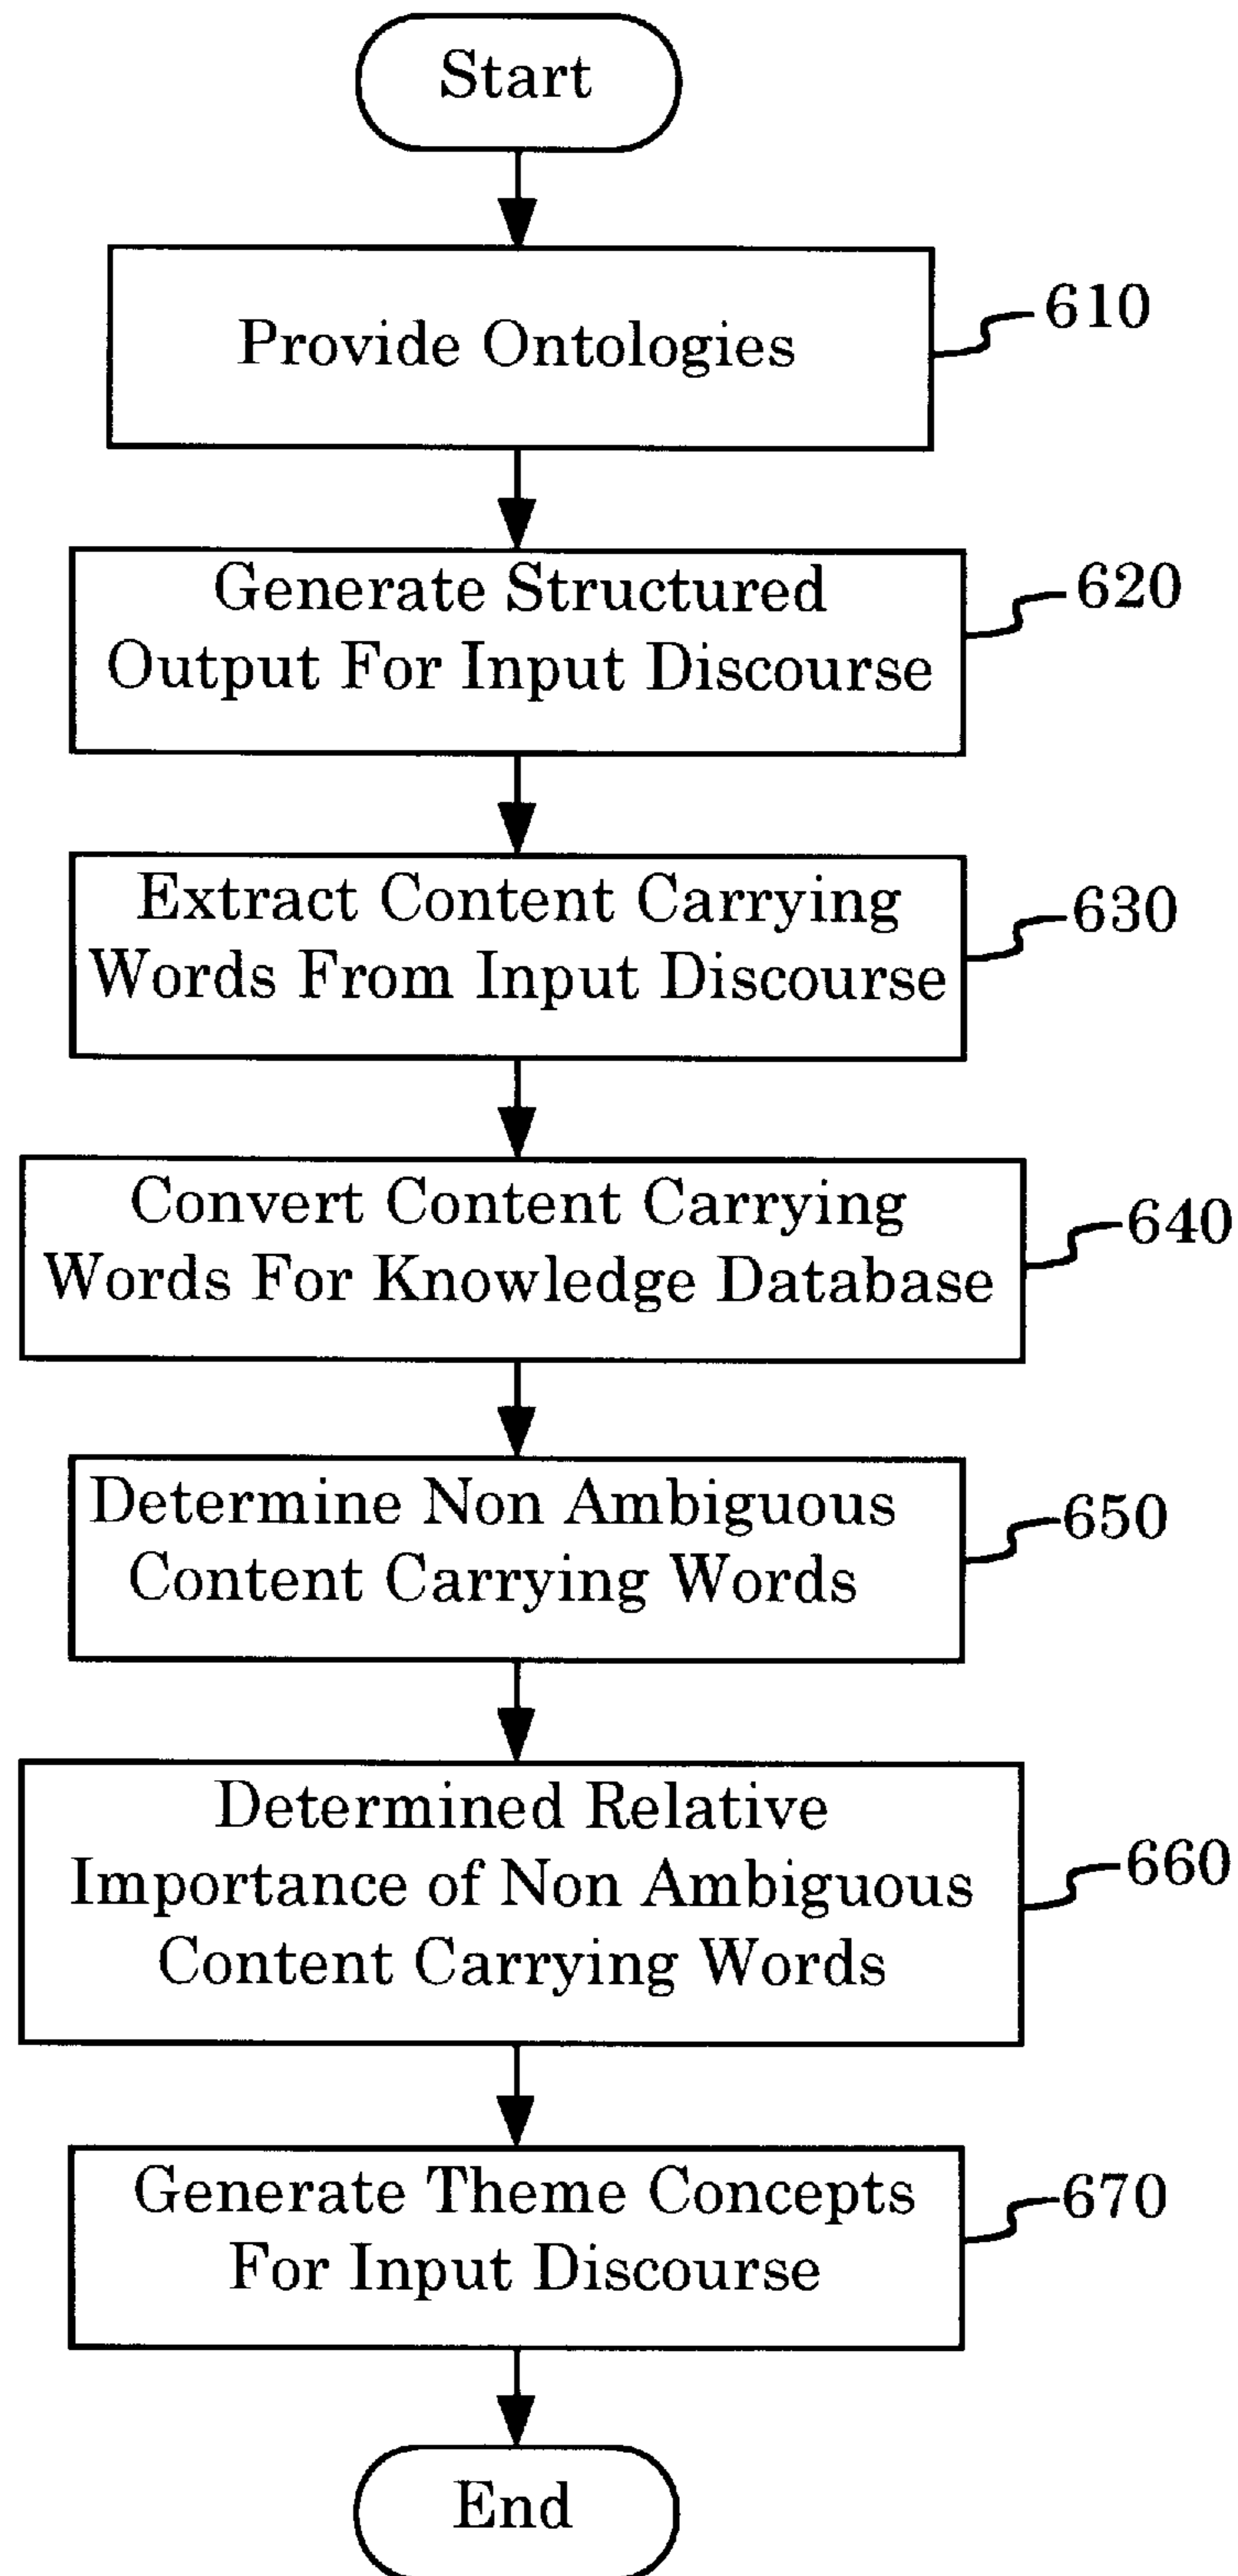 Start
Provide Ontologies
610
Generate Structured
Output For Input Discourse
620
Extract Content Carrying
Words From Input Discourse
630
Convert Content Carrying
Words For Knowledge Database
640
Determine Non Ambiguous
Content Carrying Words
650
Determined Relative
Importance of Non Ambiguous
Content Carrying Words
660
Generate Theme Concepts
For Input Discourse
670
End